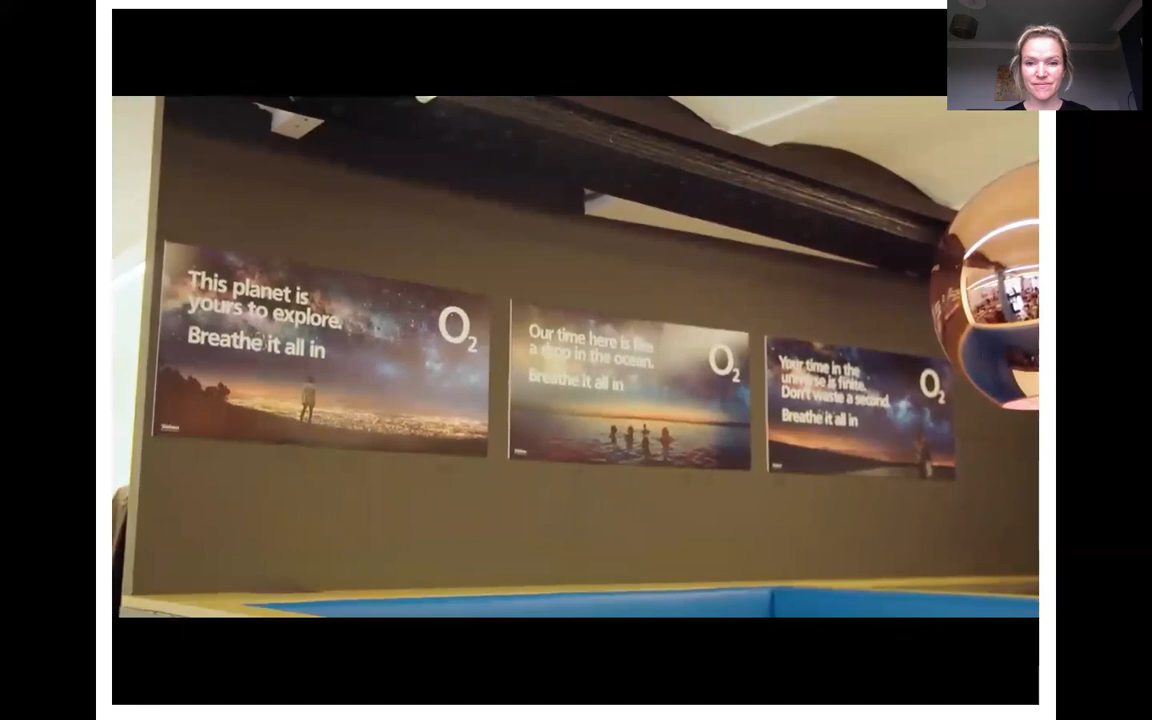 This planet is
yours to explore.
Breathe it all in
O2
Our time here is like
a drop in the ocean.
Breathe it all in
O2
Your time in the
universe is finite.
Don't waste a second.
Breathe it all in
O2